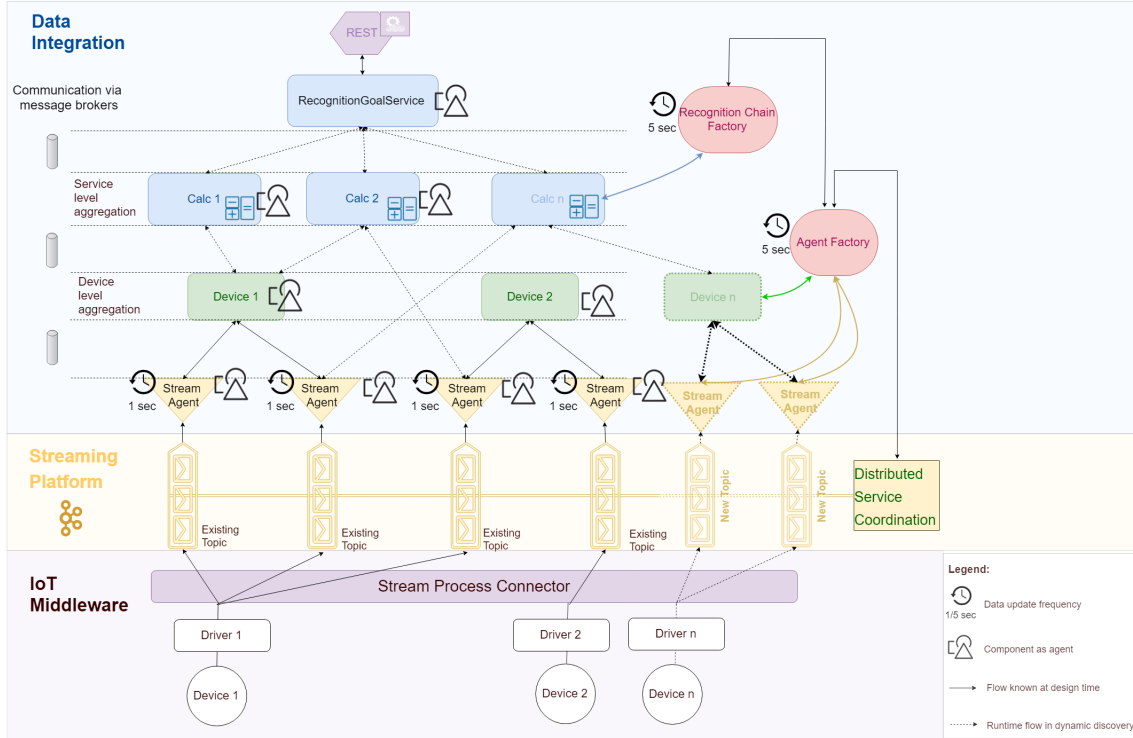 Data
Integration
REST
Communication via
message brokers
RecognitionGoalService
5 sec
Recognition Chain
Factory
Service
level
aggregation
Calc 1
Calc 2
Calc n
5 sec
Agent Factory
Device
level
aggregation
Device 1
Device 2
Device n
1 sec
Stream
Agent
1 sec
Stream
Agent
1 sec
Stream
Agent
1 sec
Stream
Agent
Stream
Agent
Stream
Agent
Streaming
Platform
Existing
Topic
Existing
Topic
Existing
Topic
Existing
Topic
New Topic
New Topic
Distributed
Service
Coordination
IoT
Middleware
Stream Process Connector
Driver 1
Driver 2
Driver n
Device 1
Device 2
Device n
Legend:
1/5 sec
Data update frequency
Component as agent
Flow known at design time
Runtime flow in dynamic discovery